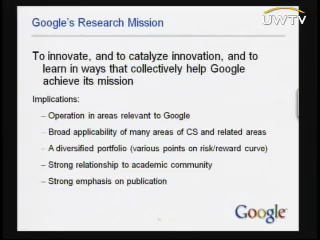 UWTV
Google's Research Mission
To innovate, and to catalyze innovation, and to
learn in ways that collectively help Google
achieve its mission
Implications:
– Operation in areas relevant to Google
– Broad applicability of many areas of CS and related areas
– A diversified portfolio (various points on risk/reward curve)
– Strong relationship to academic community
– Strong emphasis on publication
Google